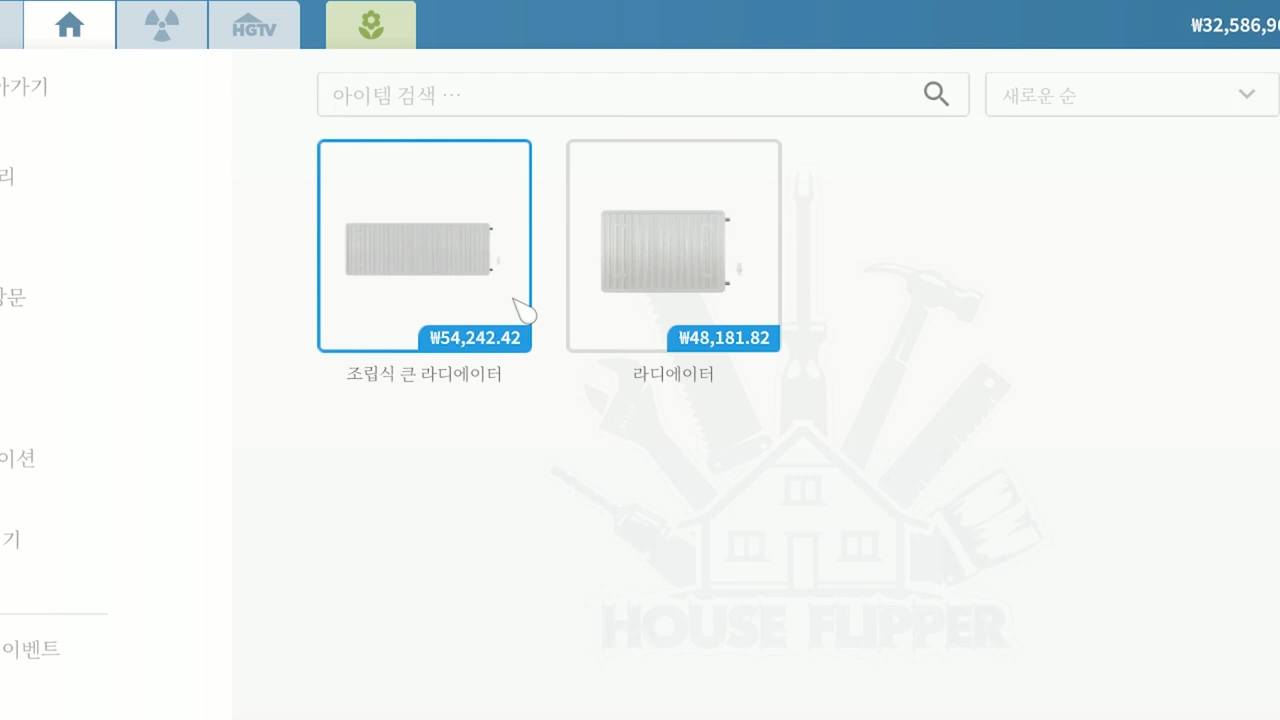 HGTV
₩32,586,9
아가기
아이템 검색 …
새로운 순
리
₩54,242.42
₩48,181.82
조립식 큰 라디에이터
라디에이터
방문
이션
기
이벤트
HOUSE FLIPPER